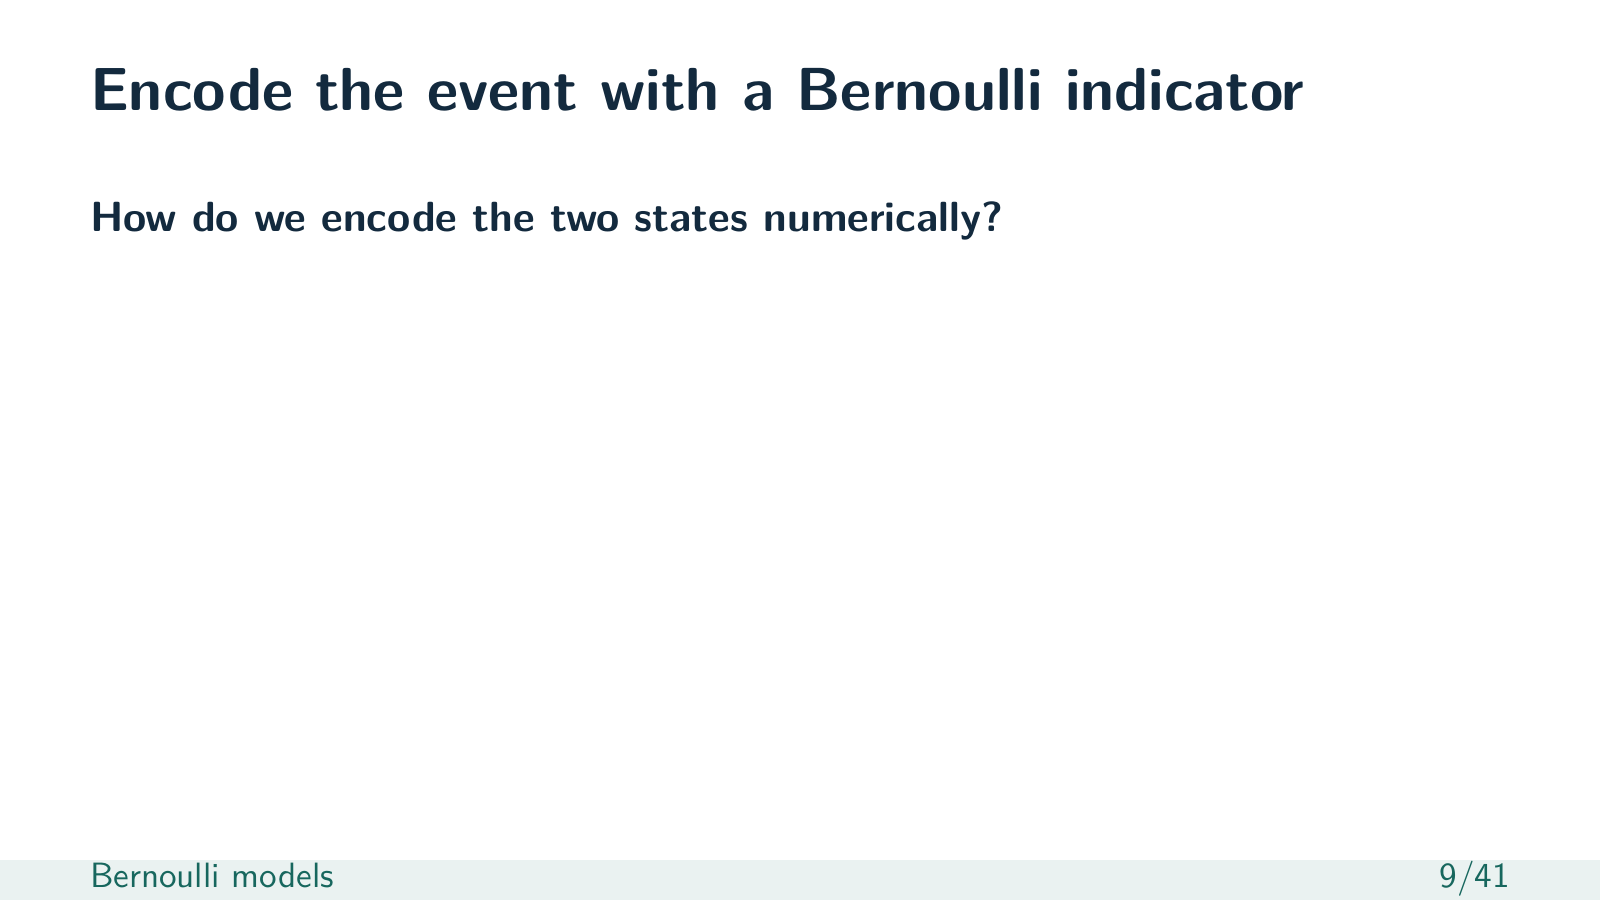 Encode the event with a Bernoulli indicator
How do we encode the two states numerically?
Bernoulli models
9/41